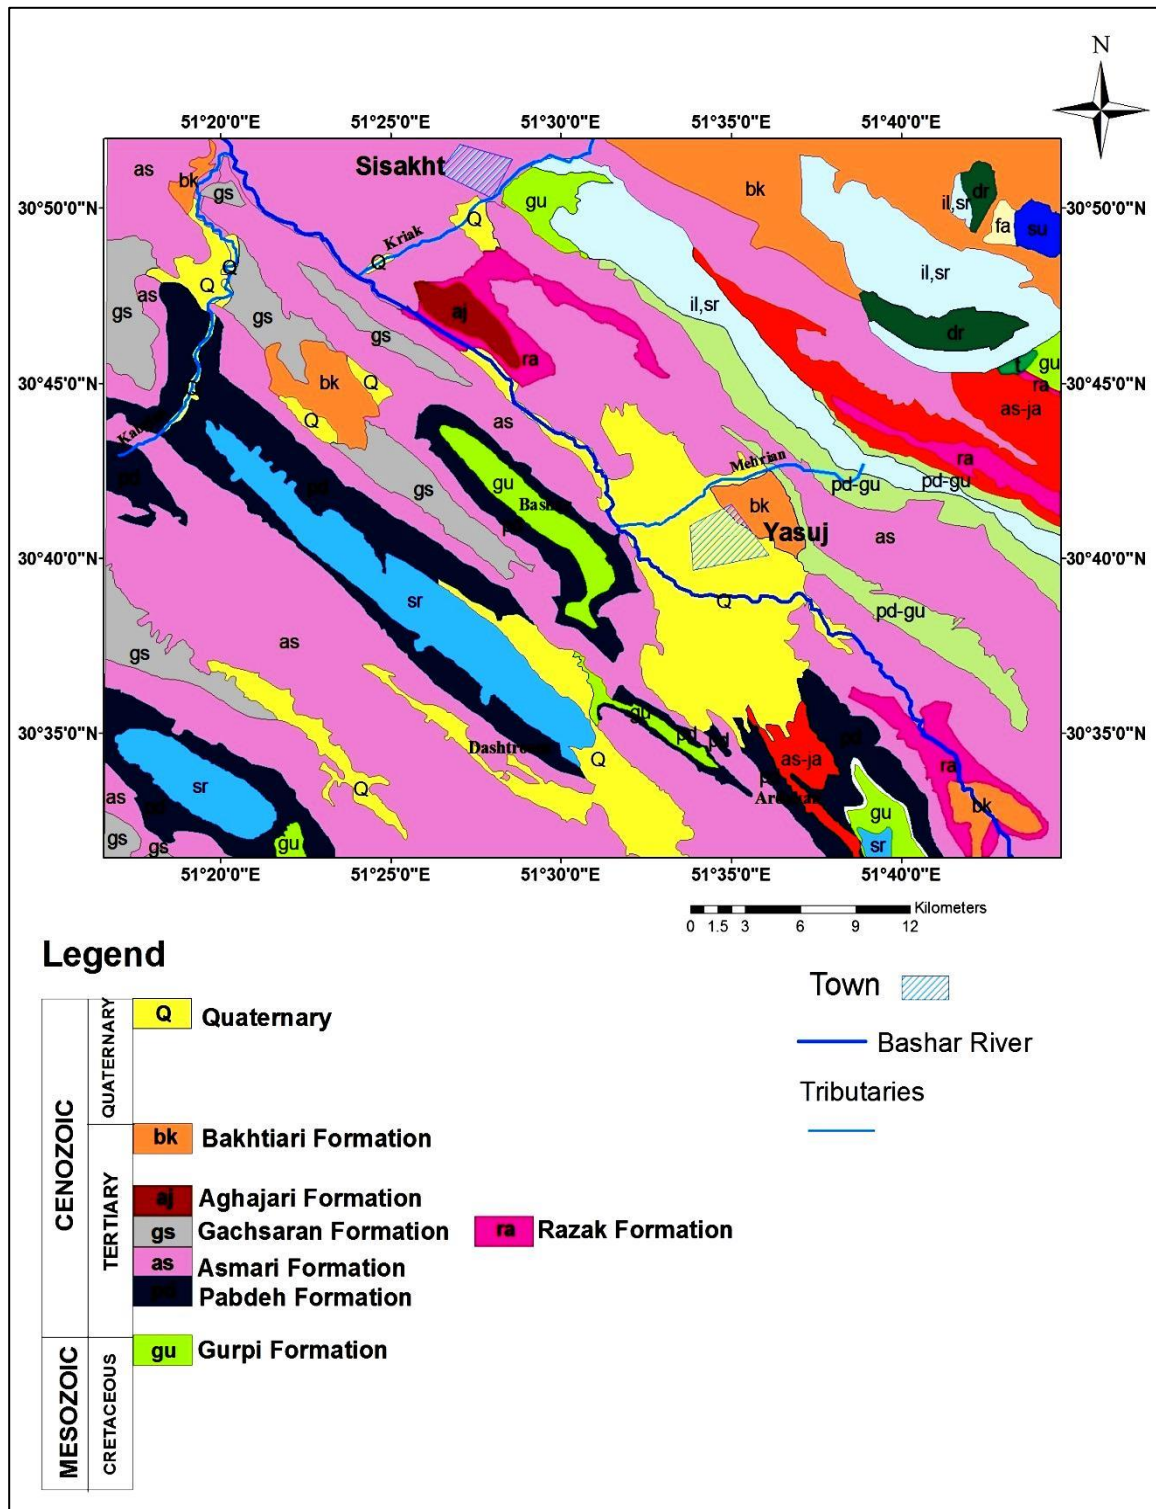 N
51°20'0"E 51°25'0"E 51°30'0"E 51°35'0"E 51°40'0"E
30°50'0"N
30°45'0"N
30°40'0"N
30°35'0"N
30°50'0"N
30°45'0"N
30°40'0"N
30°35'0"N
as
bk
gs
Sisakht
gu
bk
il,sr
dr
fa
su
Kriak
Q
Q
Q
Q
as
gs
gs
gs
aj
ra
il,sr
il,sr
dr
t
gu
ra
as-ja
bk
Q
Q
as
gu
gs
pd
pd
Mehrian
bk
pd-gu
pd-gu
ra
Yasuj
as
sr
Q
pd-gu
as
gs
gu
pd
as-ja
pd
ra
bk
Q
Q
sr
as
gs
gs
gu
gu
sr
51°20'0"E 51°25'0"E 51°30'0"E 51°35'0"E 51°40'0"E
Kilometers
0 1.5 3 6 9 12
Legend
CENOZOIC
QUATERNARY
TERTIARY
MESOZOIC
CRETACEOUS
Q Quaternary
bk Bakhtiari Formation
aj Aghajari Formation
gs Gachsaran Formation
ra Razak Formation
as Asmari Formation
pd Pabdeh Formation
gu Gurpi Formation
Town
Bashar River
Tributaries